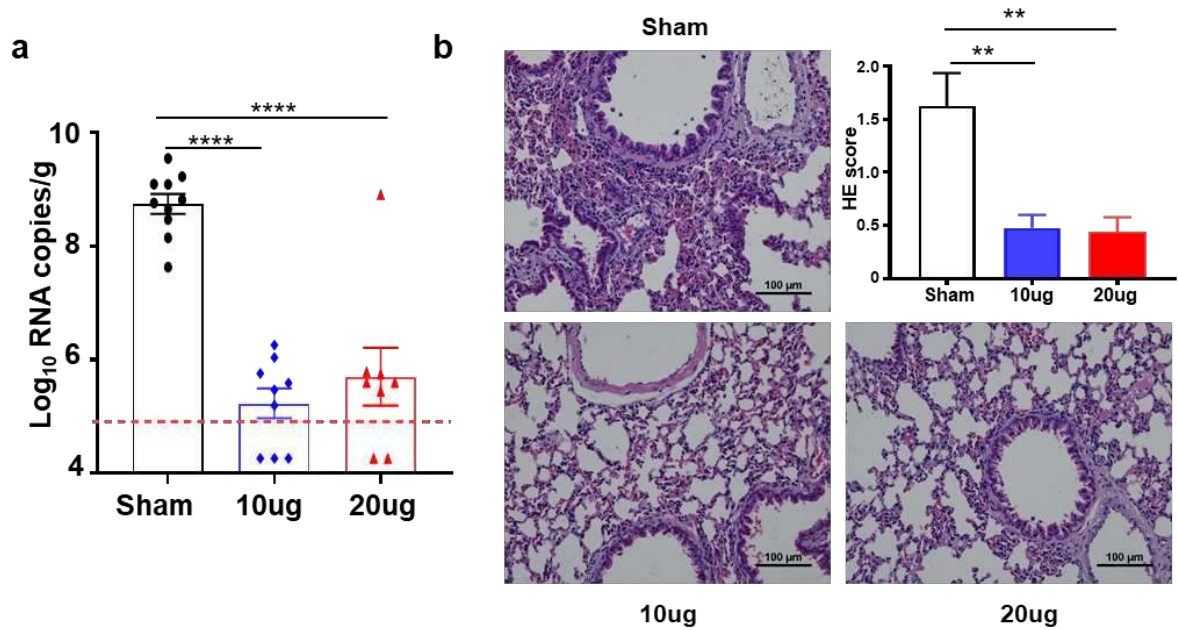 a
Log₁₀ RNA copies/g
10
8
6
4
****
****
Sham
10ug
20ug
b
Sham
100 µm
HE score
2.0
1.5
1.0
0.5
0
**
**
Sham
10ug
20ug
100 µm
100 µm
10ug
20ug